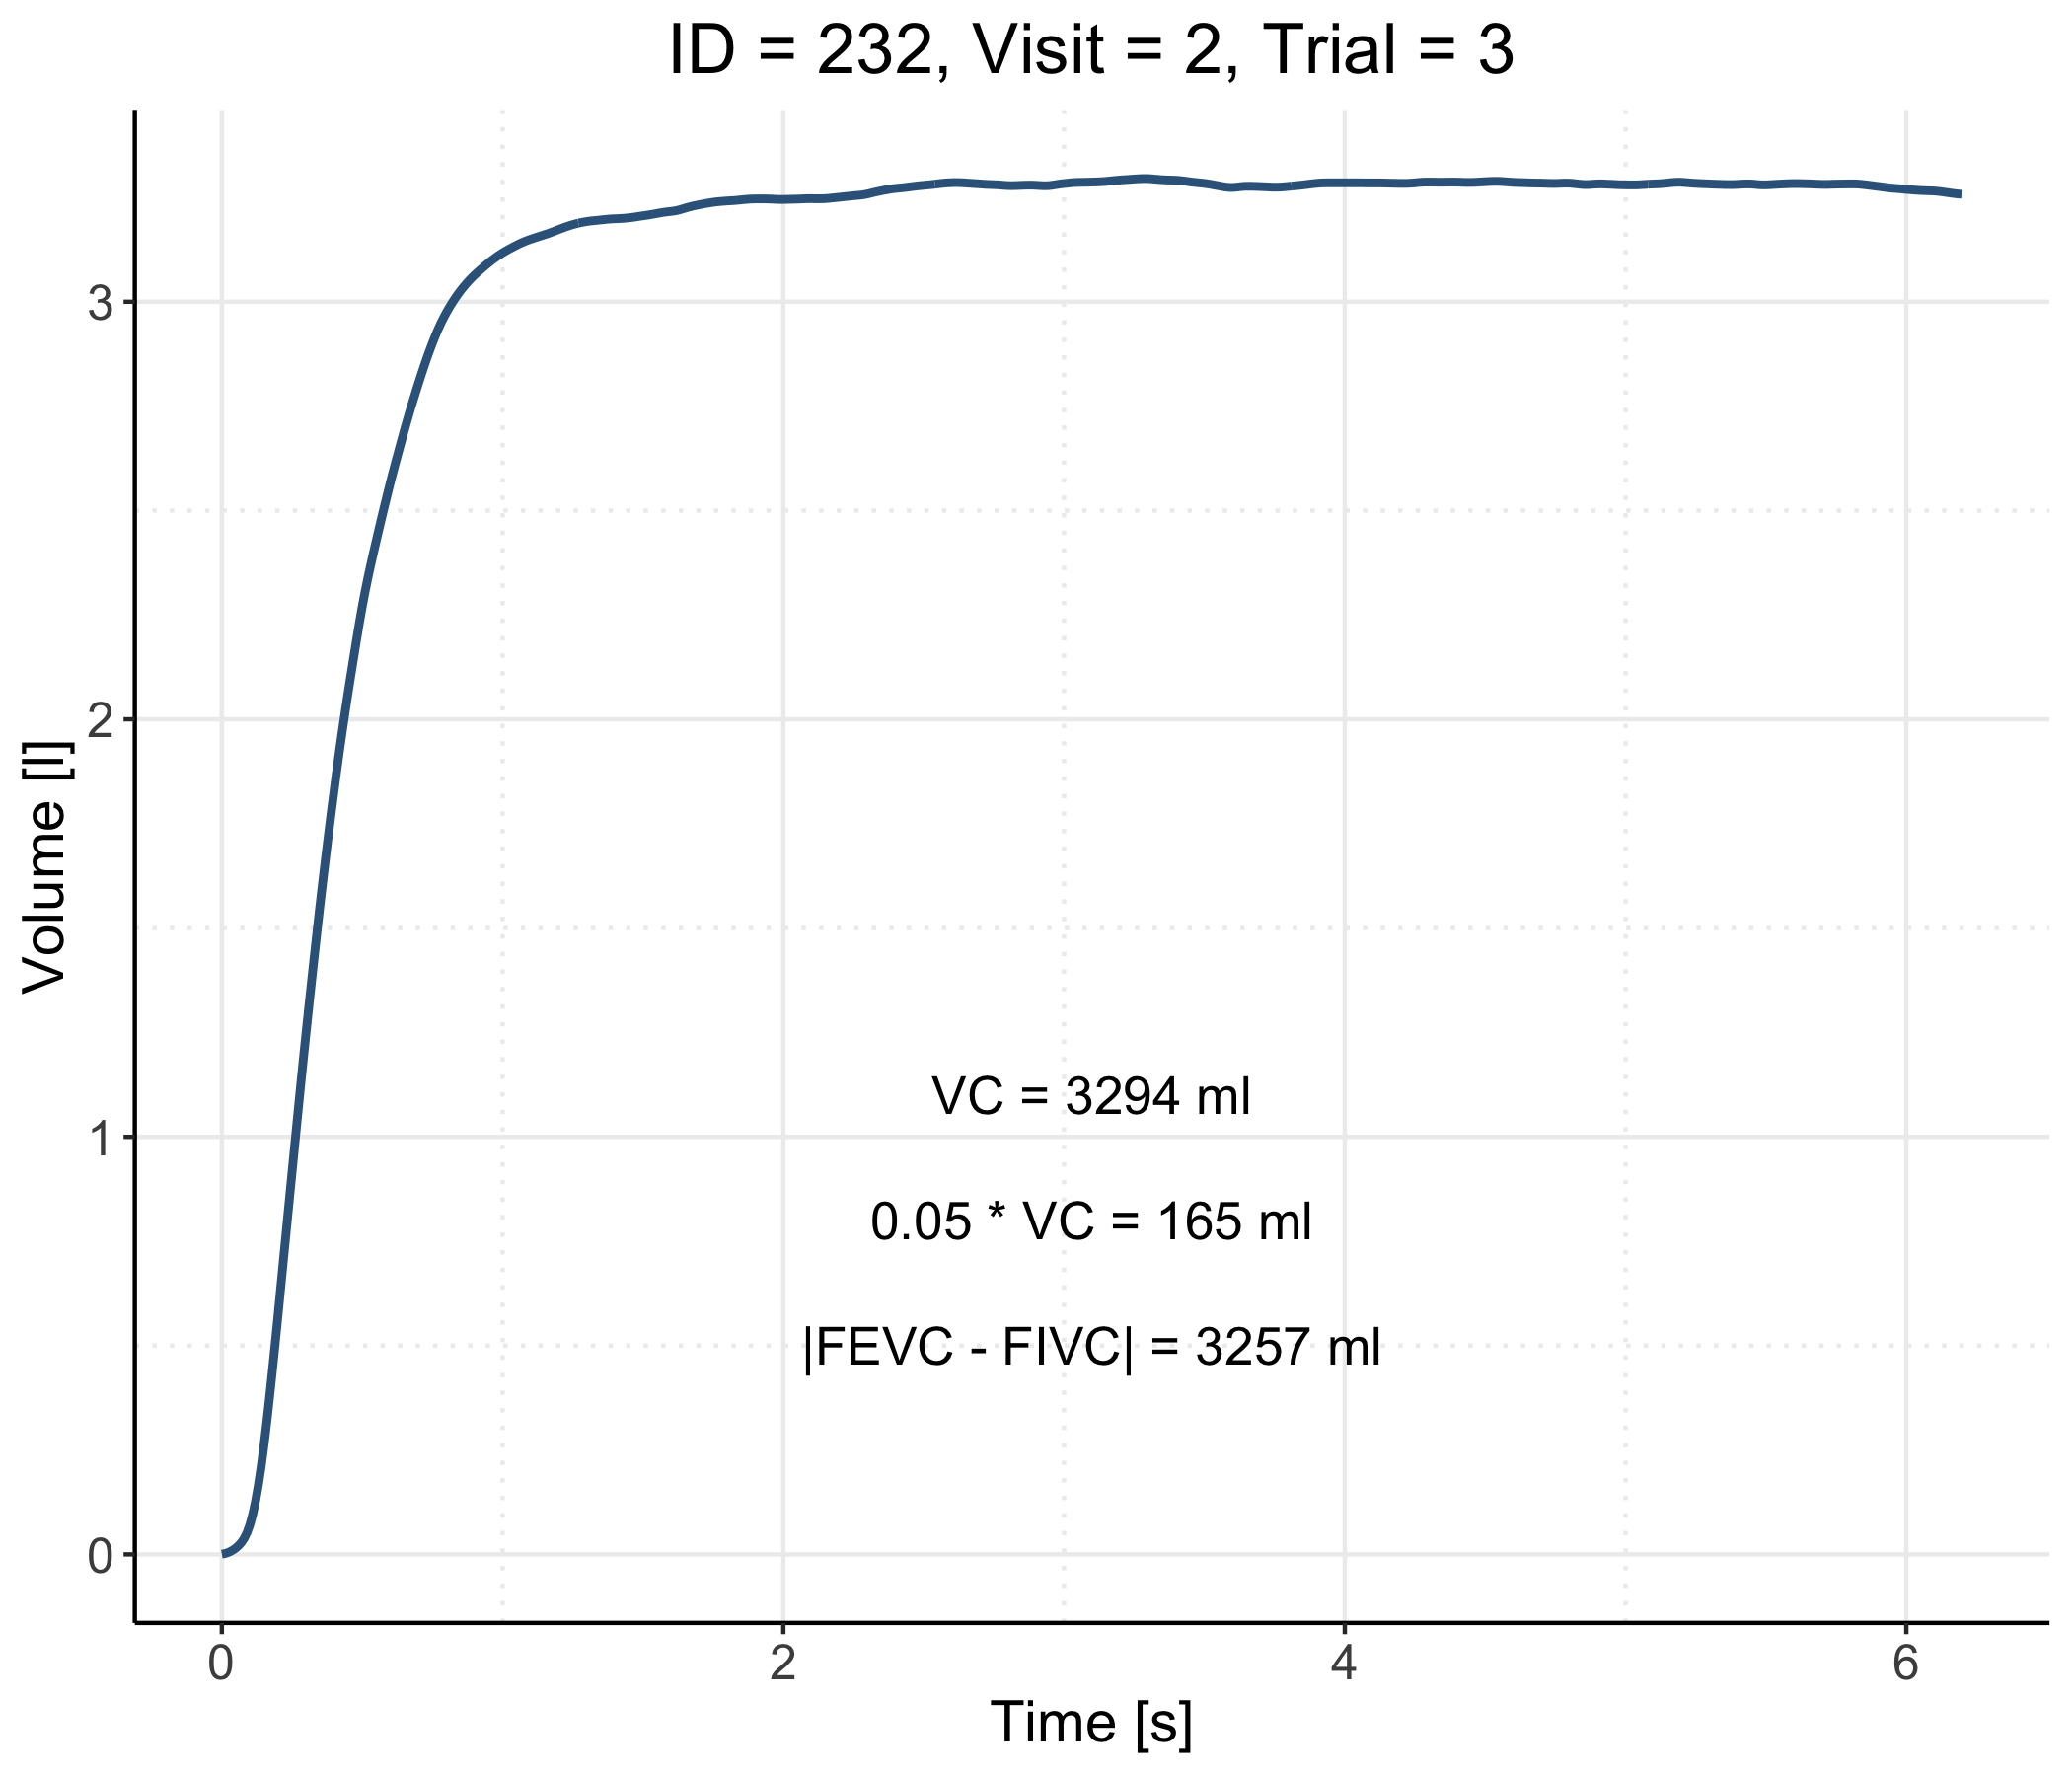 ID = 232, Visit = 2, Trial = 3
3
2
1
0
Volume [l]
VC = 3294 ml
0.05 * VC = 165 ml
|FEVC - FIVC| = 3257 ml
0
2
4
6
Time [s]